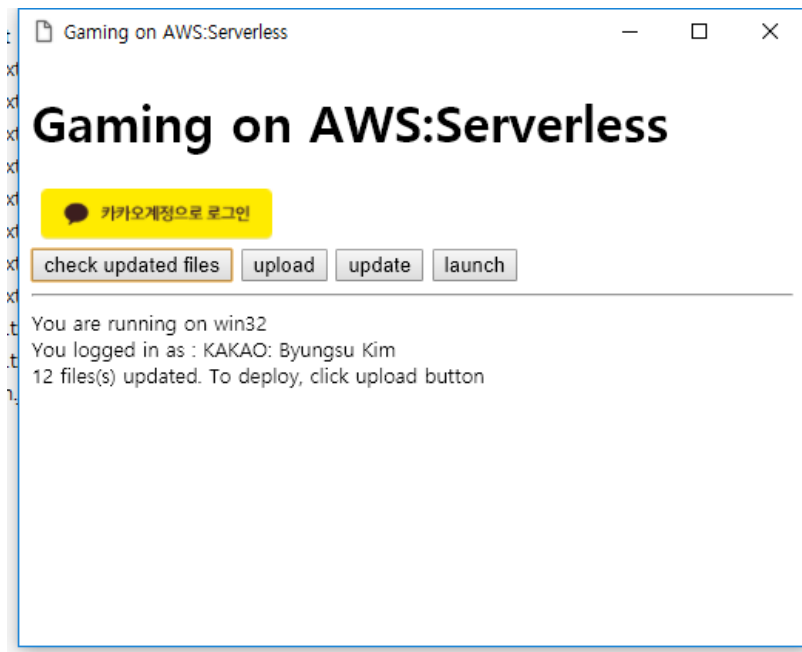 Gaming on AWS:Serverless
Gaming on AWS:Serverless
카카오계정으로 로그인
check updated files upload update launch
You are running on win32
You logged in as : KAKAO: Byungsu Kim
12 files(s) updated. To deploy, click upload button